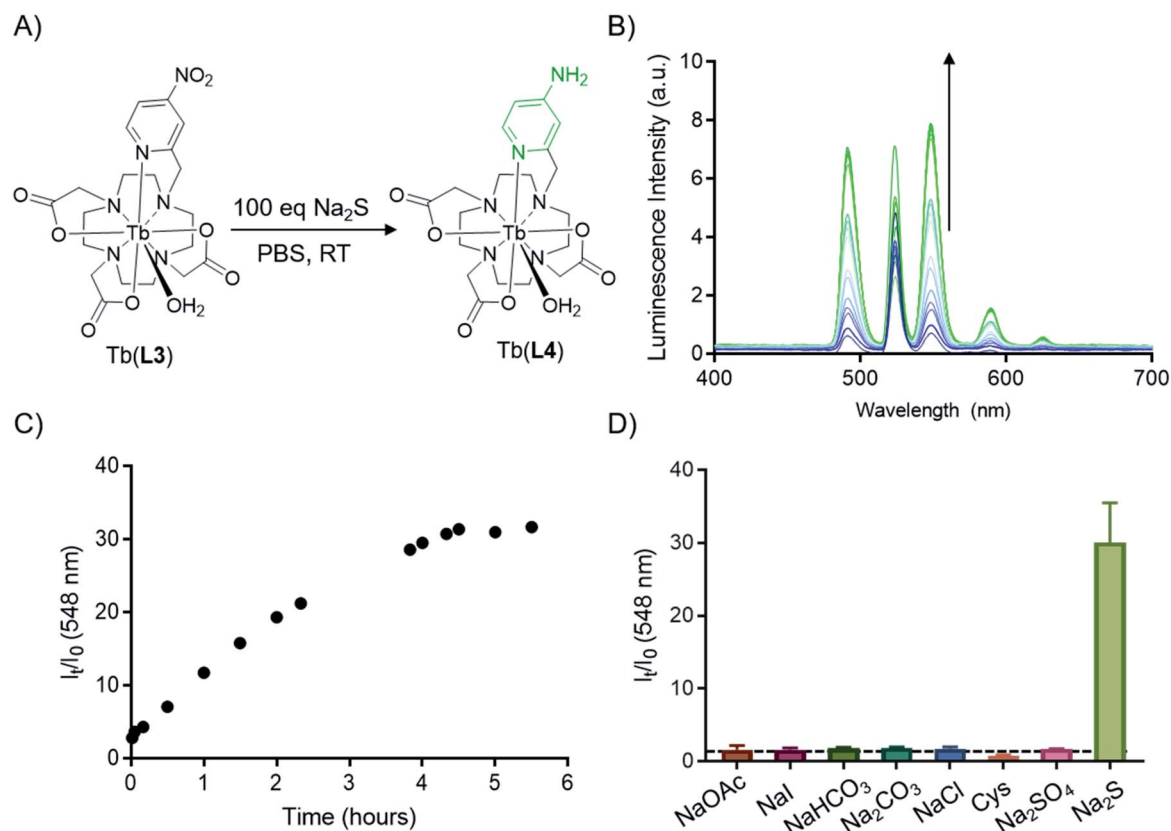 A)
NO₂
N
N
N
O
O
Tb
O
O
N
N
O
O
OH₂
Tb(L3)
100 eq Na₂S
PBS, RT
NH₂
N
N
N
O
O
Tb
O
O
N
N
O
O
OH₂
Tb(L4)
B)
Luminescence Intensity (a.u.)
10
8
6
4
2
0
400
500
600
700
Wavelength (nm)
C)
Iₜ/I₀ (548 nm)
40
30
20
10
0
0
1
2
3
4
5
6
Time (hours)
D)
Iₜ/I₀ (548 nm)
40
30
20
10
0
NaOAc
NaI
NaHCO₃
Na₂CO₃
NaCl
Cys
Na₂SO₄
Na₂S